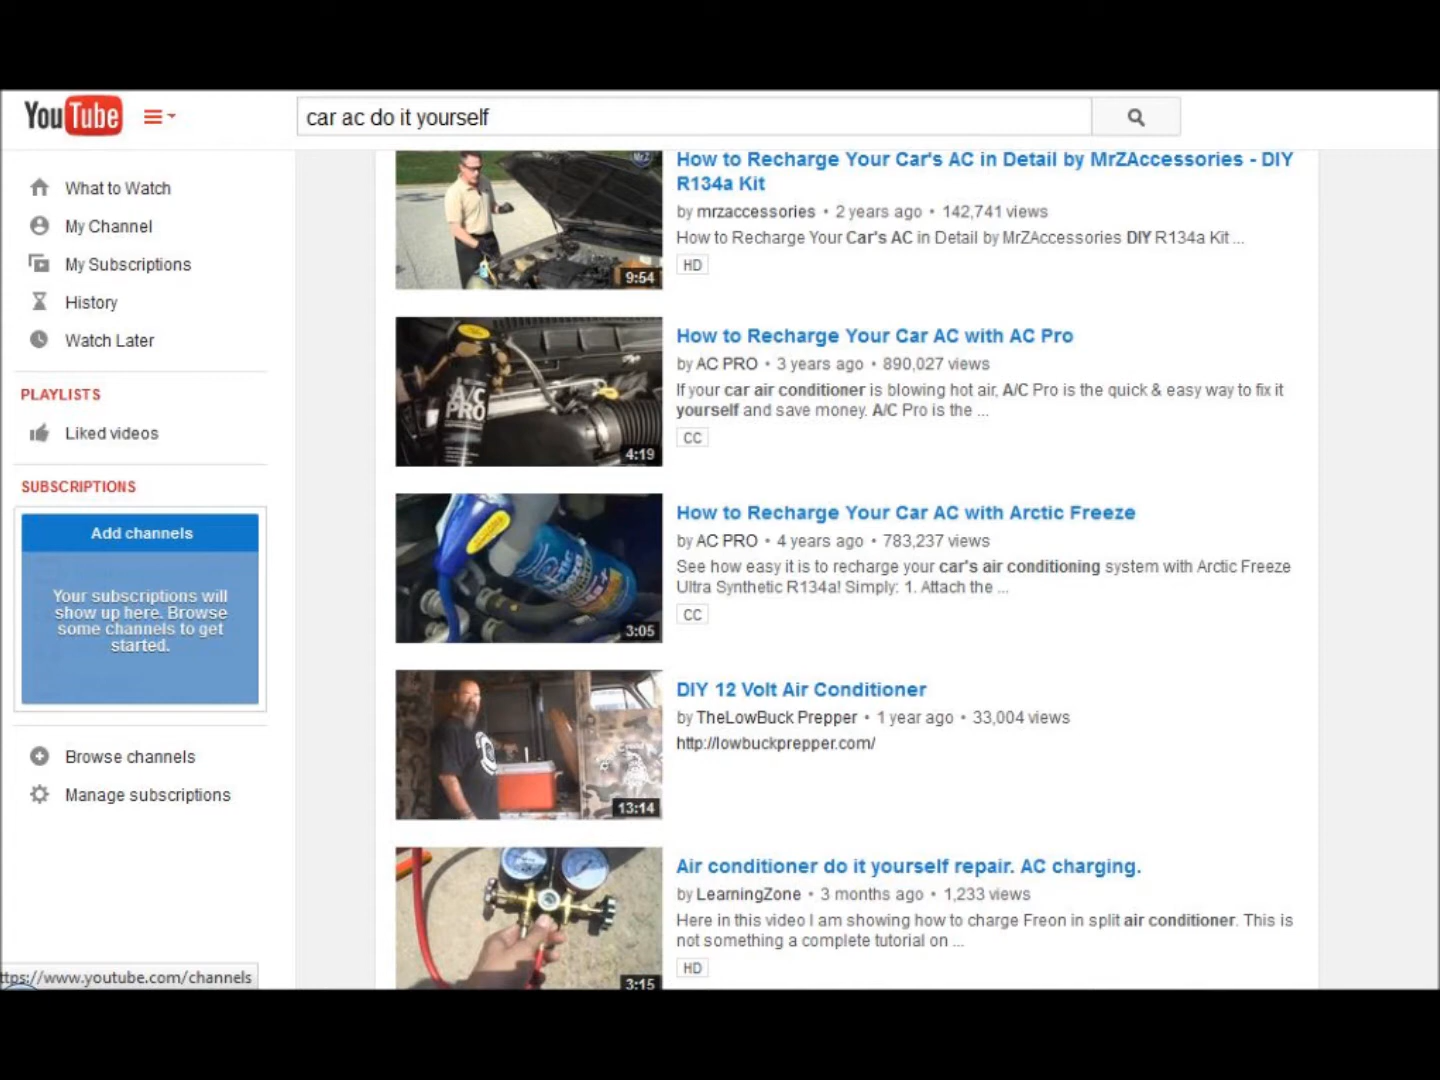 YouTube
car ac do it yourself
What to Watch
My Channel
My Subscriptions
History
Watch Later
PLAYLISTS
Liked videos
SUBSCRIPTIONS
Add channels
Your subscriptions will
show up here. Browse
some channels to get
started.
Browse channels
Manage subscriptions
ttps://www.youtube.com/channels
MrZ
9:54
How to Recharge Your Car's AC in Detail by MrZAccessories - DIY
R134a Kit
by mrzaccessories • 2 years ago • 142,741 views
How to Recharge Your Car's AC in Detail by MrZAccessories DIY R134a Kit ...
HD
A/C
PRO
4:19
How to Recharge Your Car AC with AC Pro
by AC PRO • 3 years ago • 890,027 views
If your car air conditioner is blowing hot air, A/C Pro is the quick & easy way to fix it
yourself and save money. A/C Pro is the ...
CC
3:05
How to Recharge Your Car AC with Arctic Freeze
by AC PRO • 4 years ago • 783,237 views
See how easy it is to recharge your car's air conditioning system with Arctic Freeze
Ultra Synthetic R134a! Simply: 1. Attach the ...
CC
13:14
DIY 12 Volt Air Conditioner
by TheLowBuck Prepper • 1 year ago • 33,004 views
http://lowbuckprepper.com/
3:15
Air conditioner do it yourself repair. AC charging.
by LearningZone • 3 months ago • 1,233 views
Here in this video I am showing how to charge Freon in split air conditioner. This is
not something a complete tutorial on ...
HD